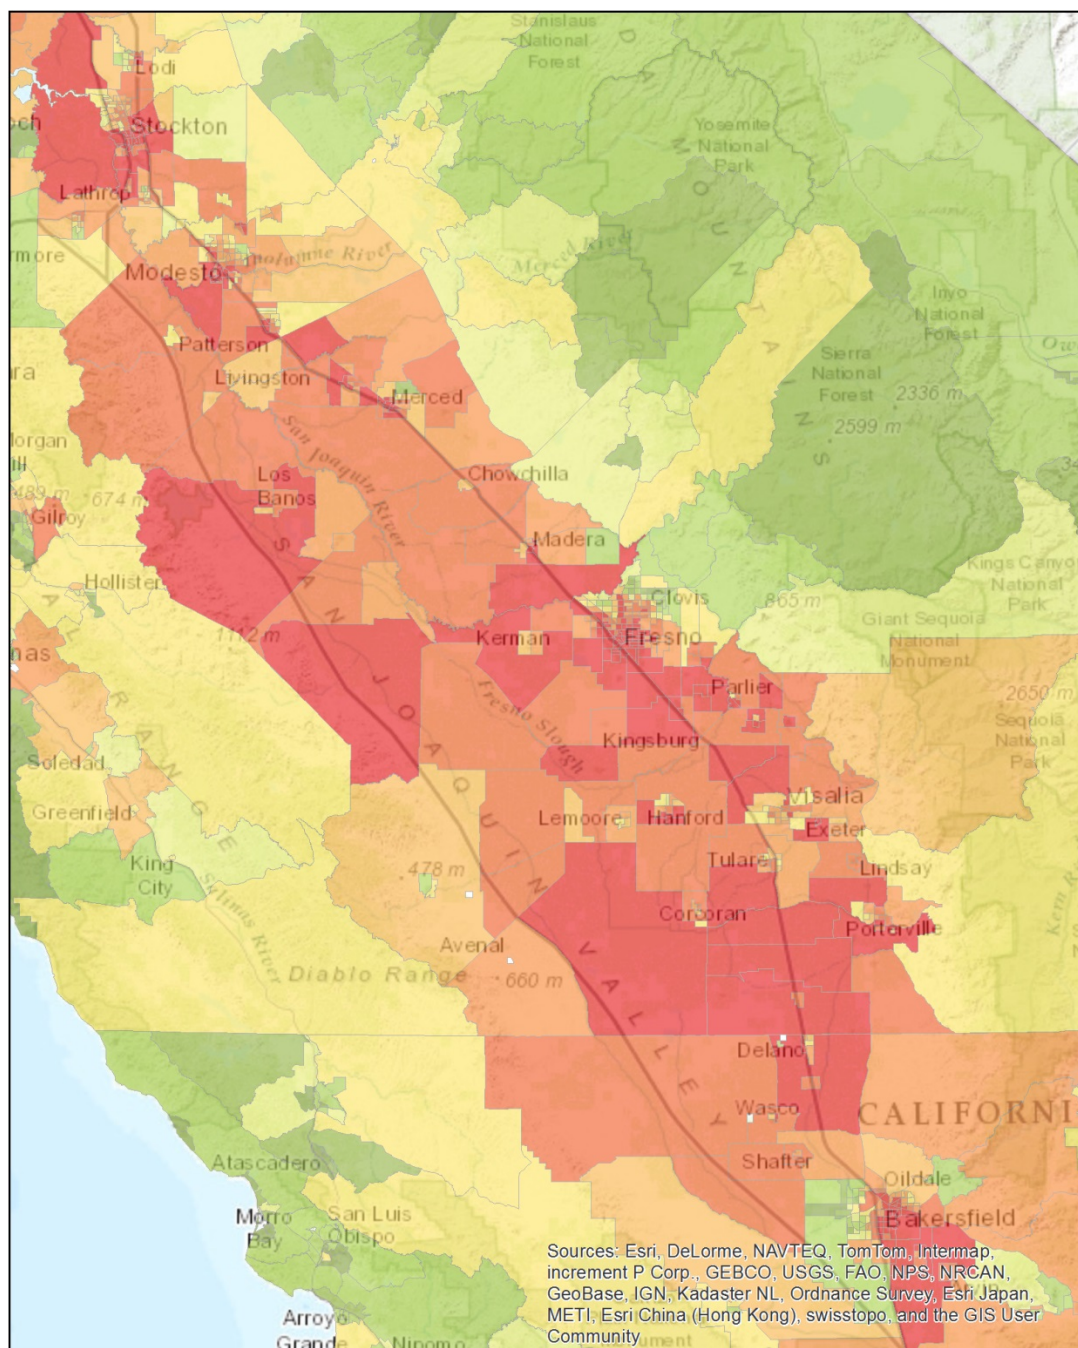 Stanislaus
National
Forest
Lodi
Stockton
Yosemite
National
Park
Lathrop
Merced River
Modesto
Inyo
National
Forest
Patterson
Livingston
Merced
Sierra
National
Forest
2336 m
2599 m
San Joaquin River
Chowchilla
Los
Banos
674 m
Gilroy
Madera
Hollister
Clovis
865 m
Kings Canyon
National
Park
1112 m
Kerman
Fresno
Giant Sequoia
National
Monument
Parlier
2650 m
Sequoia
National
Park
Fresno Slough
Kingsburg
Soledad
Greenfield
Visalia
Lemoore
Hanford
Exeter
King
City
478 m
Tulare
Lindsay
Salinas River
Corcoran
Porterville
Avenal
Diablo Range
660 m
SAN JOAQUIN VALLEY
Delano
Wasco
CALIFORNI
Shafter
Atascadero
Oildale
Morro
Bay
San Luis
Obispo
Bakersfield
Arroyo
Grande
Nipomo
Sources: Esri, DeLorme, NAVTEQ, TomTom, Intermap,
increment P Corp., GEBCO, USGS, FAO, NPS, NRCAN,
GeoBase, IGN, Kadaster NL, Ordnance Survey, Esri Japan,
METI, Esri China (Hong Kong), swisstopo, and the GIS User
Community